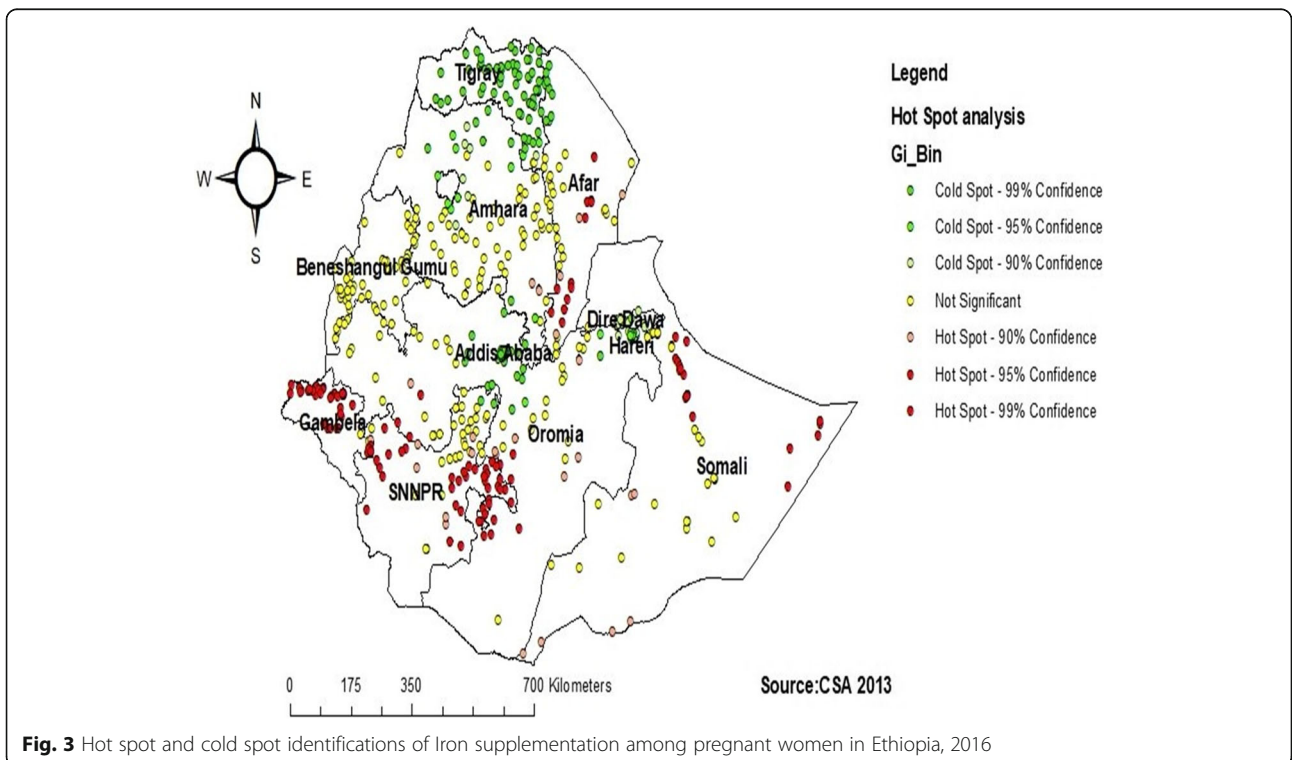 N
W E
S
Tigray
Afar
Amhara
Beneshangul Gumu
Dire Dawa
Addis Ababa
Hareri
Gambela
Oromia
Somali
SNNPR
Legend
Hot Spot analysis
Gi_Bin
Cold Spot - 99% Confidence
Cold Spot - 95% Confidence
Cold Spot - 90% Confidence
Not Significant
Hot Spot - 90% Confidence
Hot Spot - 95% Confidence
Hot Spot - 99% Confidence
0 175 350 700 Kilometers
Source:CSA 2013
Fig. 3 Hot spot and cold spot identifications of Iron supplementation among pregnant women in Ethiopia, 2016